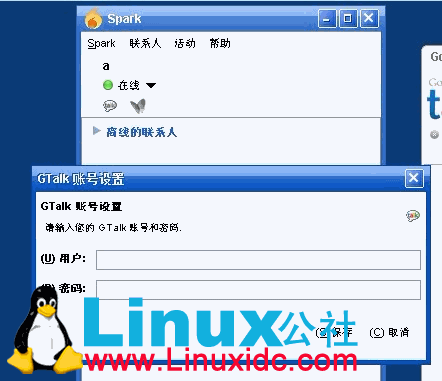 Spark
Go
Spark 联系人 活动 帮助
a
Go
在线
t
离线的联系人
GTalk 账号设置
GTalk 账号设置
请输入您的 GTalk 账号和密码.
(U) 用户:
密码:
Linux公社
保存 (C) 取消
www.Linuxidc.com